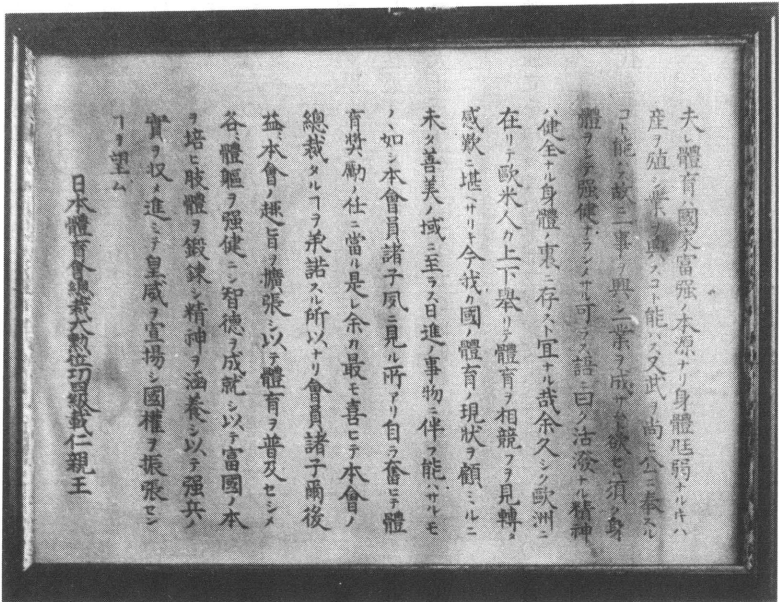 夫レ體育ハ國家富强ノ本源ナリ身體尫弱ナルキハ
産ヲ殖シ業ヲ興スコト能ハス又武ヲ尚ヒ公ニ奉スル
コト能ハス故ニ事ヲ興シ業ヲ成サムト欲セハ須ク身
體ヲシテ强健ナランメサル可ラス語ニ曰ク活潑ナル精神
ハ健全ナル身體ノ裏ニ存スト宜ナル哉余久シク歐洲ニ
在リテ歐米人カ上下舉リテ體育ヲ相競フヲ見轉タ
感歎ニ堪ヘサリキ今我カ國ノ體育ノ現狀ヲ顧ミルニ
未タ善美ノ域ニ至ラス日進ノ事物ニ伴フ能ハサルモ
ノヽ如シ本會員諸子夙ニ見ル所アリ自ラ奮ヒテ體
育奬勵ノ任ニ當ル是レ余カ最モ喜ヒテ本會ノ
總裁タルヿヲ承諾スル所以ナリ會員諸子爾後
益〻本會ノ趣旨ヲ擴張シ以テ體育ヲ普及セシメ
各〻體軀ヲ强健ニシ智德ヲ成就シ以テ富國ノ本
ヲ培ヒ肢體ヲ鍛鍊シ精神ヲ涵養シ以テ强兵ノ
實ヲ収メ進ミテ皇威ヲ宣揚シ國權ヲ振張セン
ヿヲ望ム
日本體育會總裁大勲位功四級載仁親王